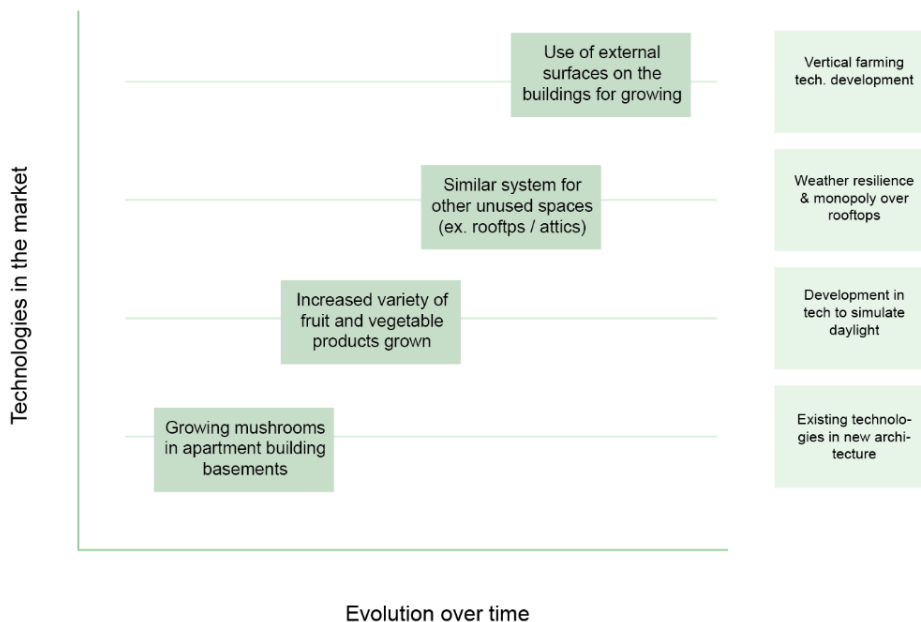 Technologies in the market
Use of external
surfaces on the
buildings for growing
Vertical farming
tech. development
Similar system for
other unused spaces
(ex. rooftps / attics)
Weather resilience
& monopoly over
rooftops
Increased variety of
fruit and vegetable
products grown
Development in
tech to simulate
daylight
Growing mushrooms
in apartment building
basements
Existing technolo-
gies in new archi-
tecture
Evolution over time